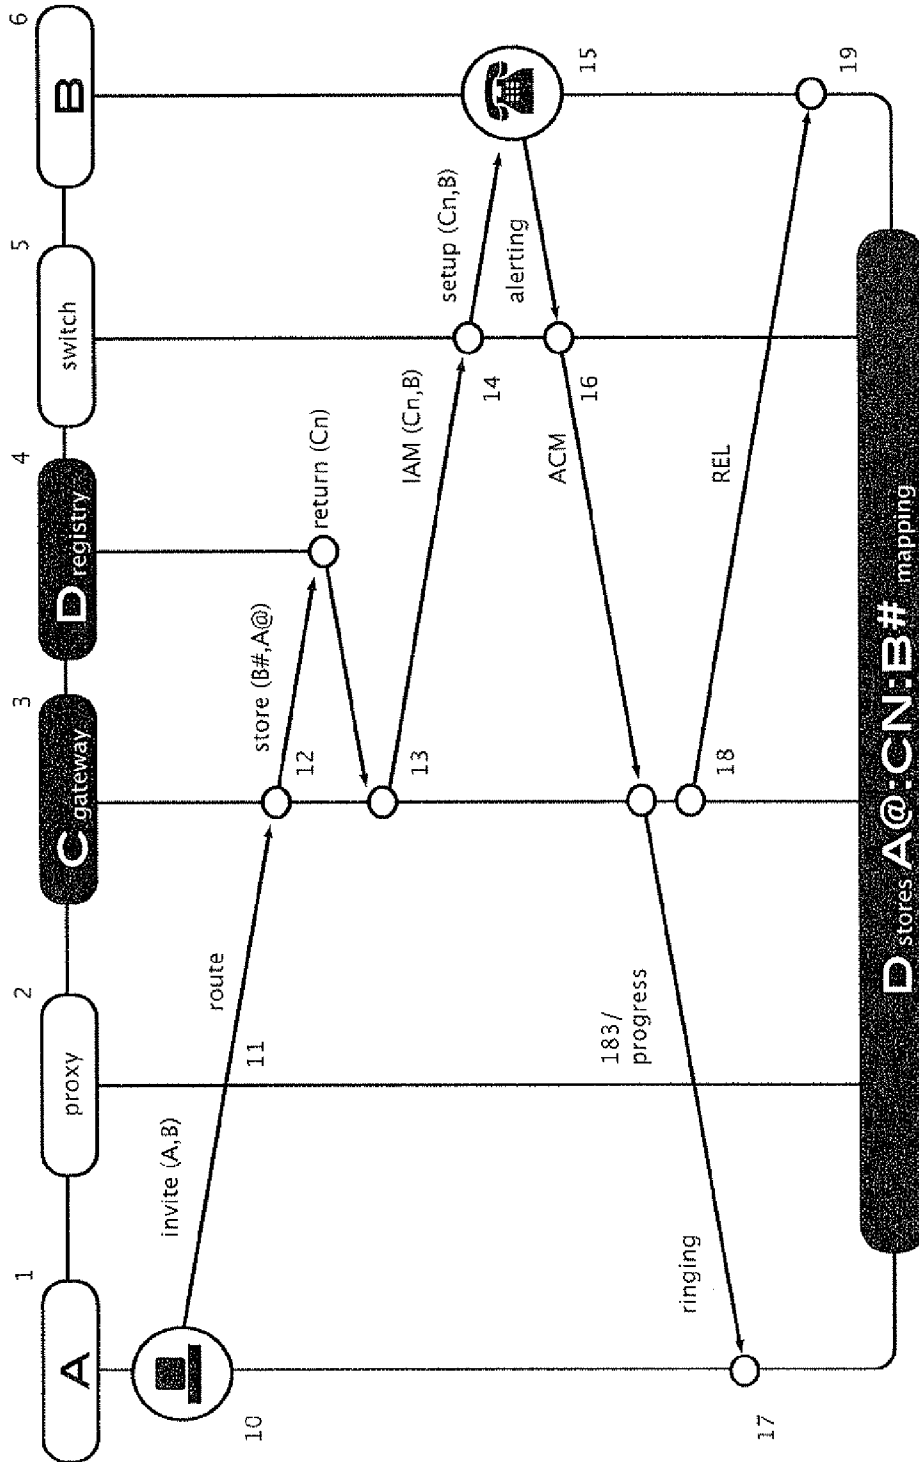 1
2
3
4
5
6
A
proxy
C gateway
D registry
switch
B
10
invite (A,B)
11
route
12
store (B#,A@)
return (Cn)
13
IAM (Cn,B)
14
setup (Cn,B)
15
alerting
16
ACM
183/
progress
ringing
17
18
REL
19
D stores A@:CN:B# mapping